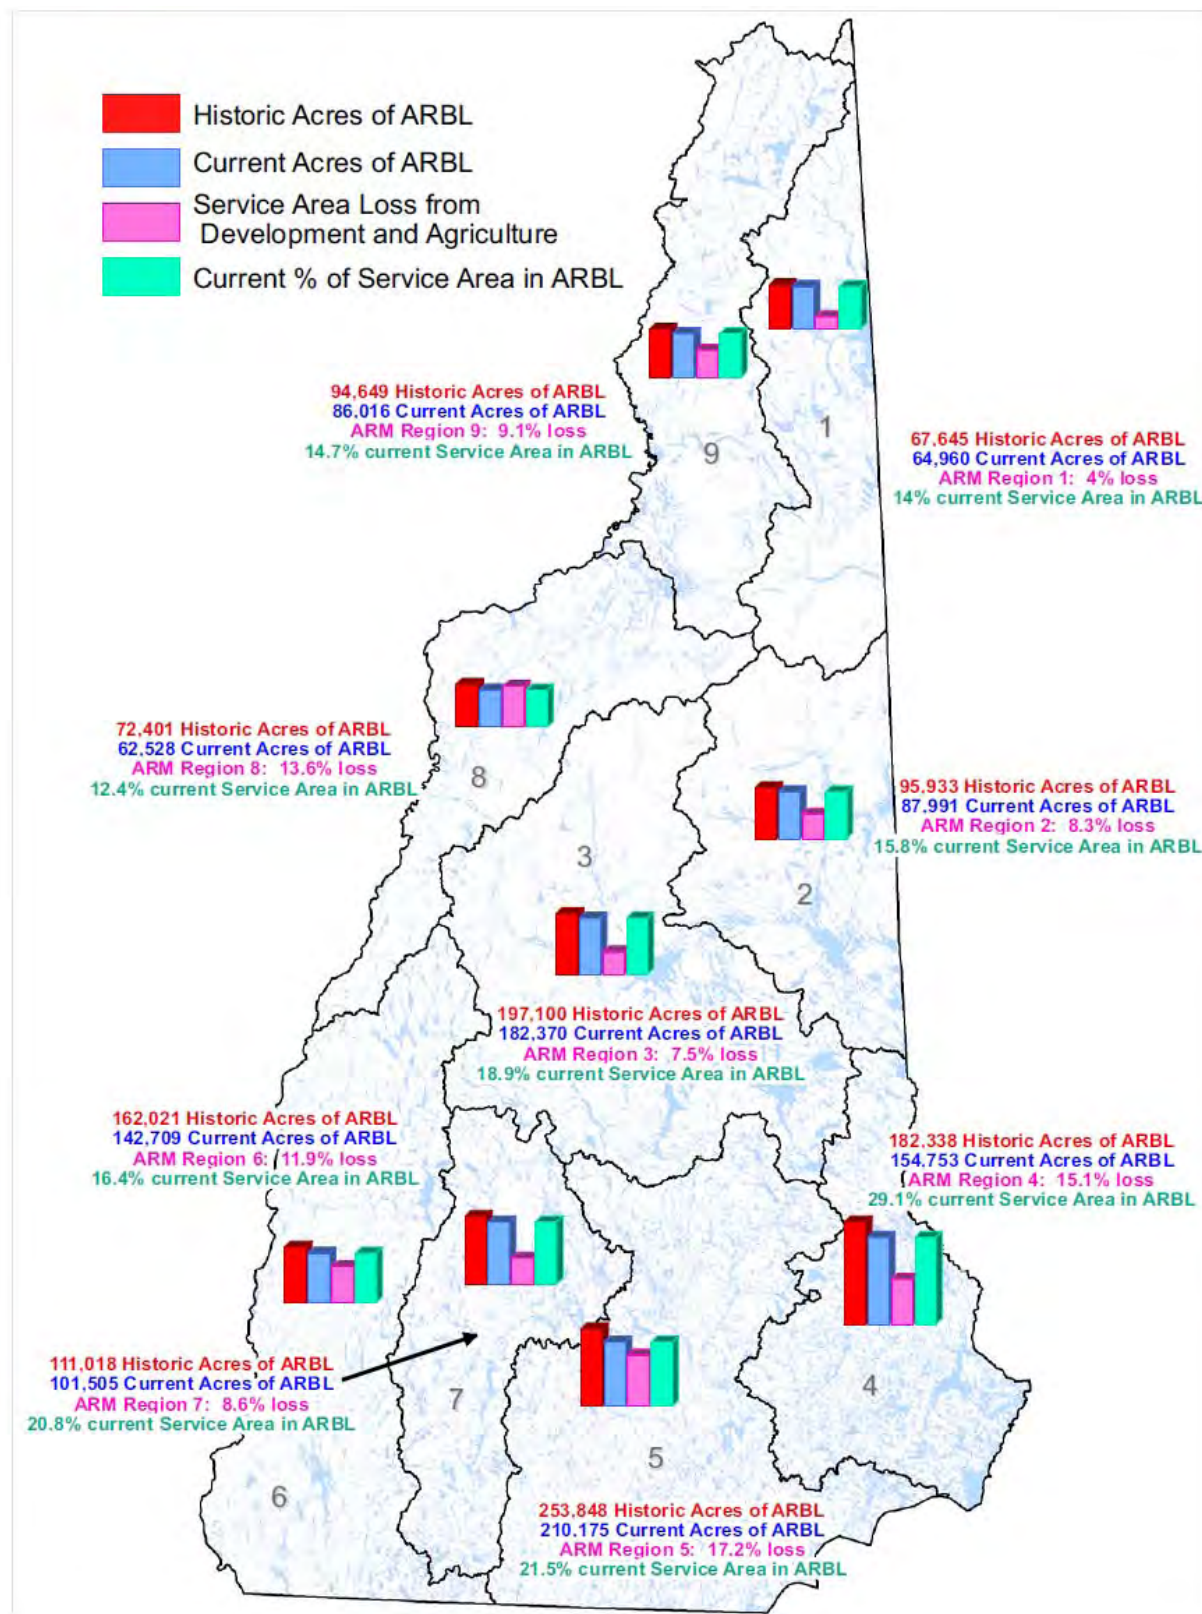 Historic Acres of ARBL
Current Acres of ARBL
Service Area Loss from
Development and Agriculture
Current % of Service Area in ARBL
94,649 Historic Acres of ARBL
86,016 Current Acres of ARBL
ARM Region 9: 9.1% loss
14.7% current Service Area in ARBL
9
1
67,645 Historic Acres of ARBL
64,960 Current Acres of ARBL
ARM Region 1: 4% loss
14% current Service Area in ARBL
72,401 Historic Acres of ARBL
62,528 Current Acres of ARBL
ARM Region 8: 13.6% loss
12.4% current Service Area in ARBL
8
95,933 Historic Acres of ARBL
87,991 Current Acres of ARBL
ARM Region 2: 8.3% loss
15.8% current Service Area in ARBL
3
2
197,100 Historic Acres of ARBL
182,370 Current Acres of ARBL
ARM Region 3: 7.5% loss
18.9% current Service Area in ARBL
162,021 Historic Acres of ARBL
142,709 Current Acres of ARBL
ARM Region 6: 11.9% loss
16.4% current Service Area in ARBL
182,338 Historic Acres of ARBL
154,753 Current Acres of ARBL
ARM Region 4: 15.1% loss
29.1% current Service Area in ARBL
111,018 Historic Acres of ARBL
101,505 Current Acres of ARBL
ARM Region 7: 8.6% loss
20.8% current Service Area in ARBL
7
4
5
6
253,848 Historic Acres of ARBL
210,175 Current Acres of ARBL
ARM Region 5: 17.2% loss
21.5% current Service Area in ARBL